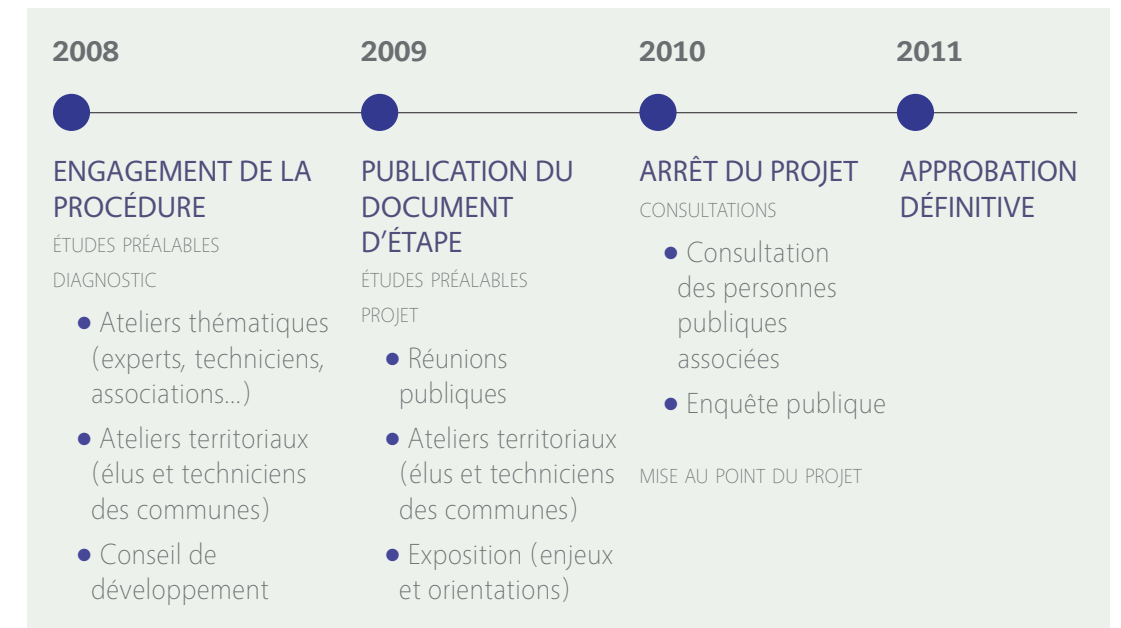 2008
ENGAGEMENT DE LA
PROCÉDURE
ÉTUDES PRÉALABLES
DIAGNOSTIC
• Ateliers thématiques
(experts, techniciens,
associations...)
• Ateliers territoriaux
(élus et techniciens
des communes)
• Conseil de
développement
2009
PUBLICATION DU
DOCUMENT
D'ÉTAPE
ÉTUDES PRÉALABLES
PROJET
• Réunions
publiques
• Ateliers territoriaux
(élus et techniciens
des communes)
• Exposition (enjeux
et orientations)
2010
ARRÊT DU PROJET
CONSULTATIONS
• Consultation
des personnes
publiques
associées
• Enquête publique
MISE AU POINT DU PROJET
2011
APPROBATION
DÉFINITIVE